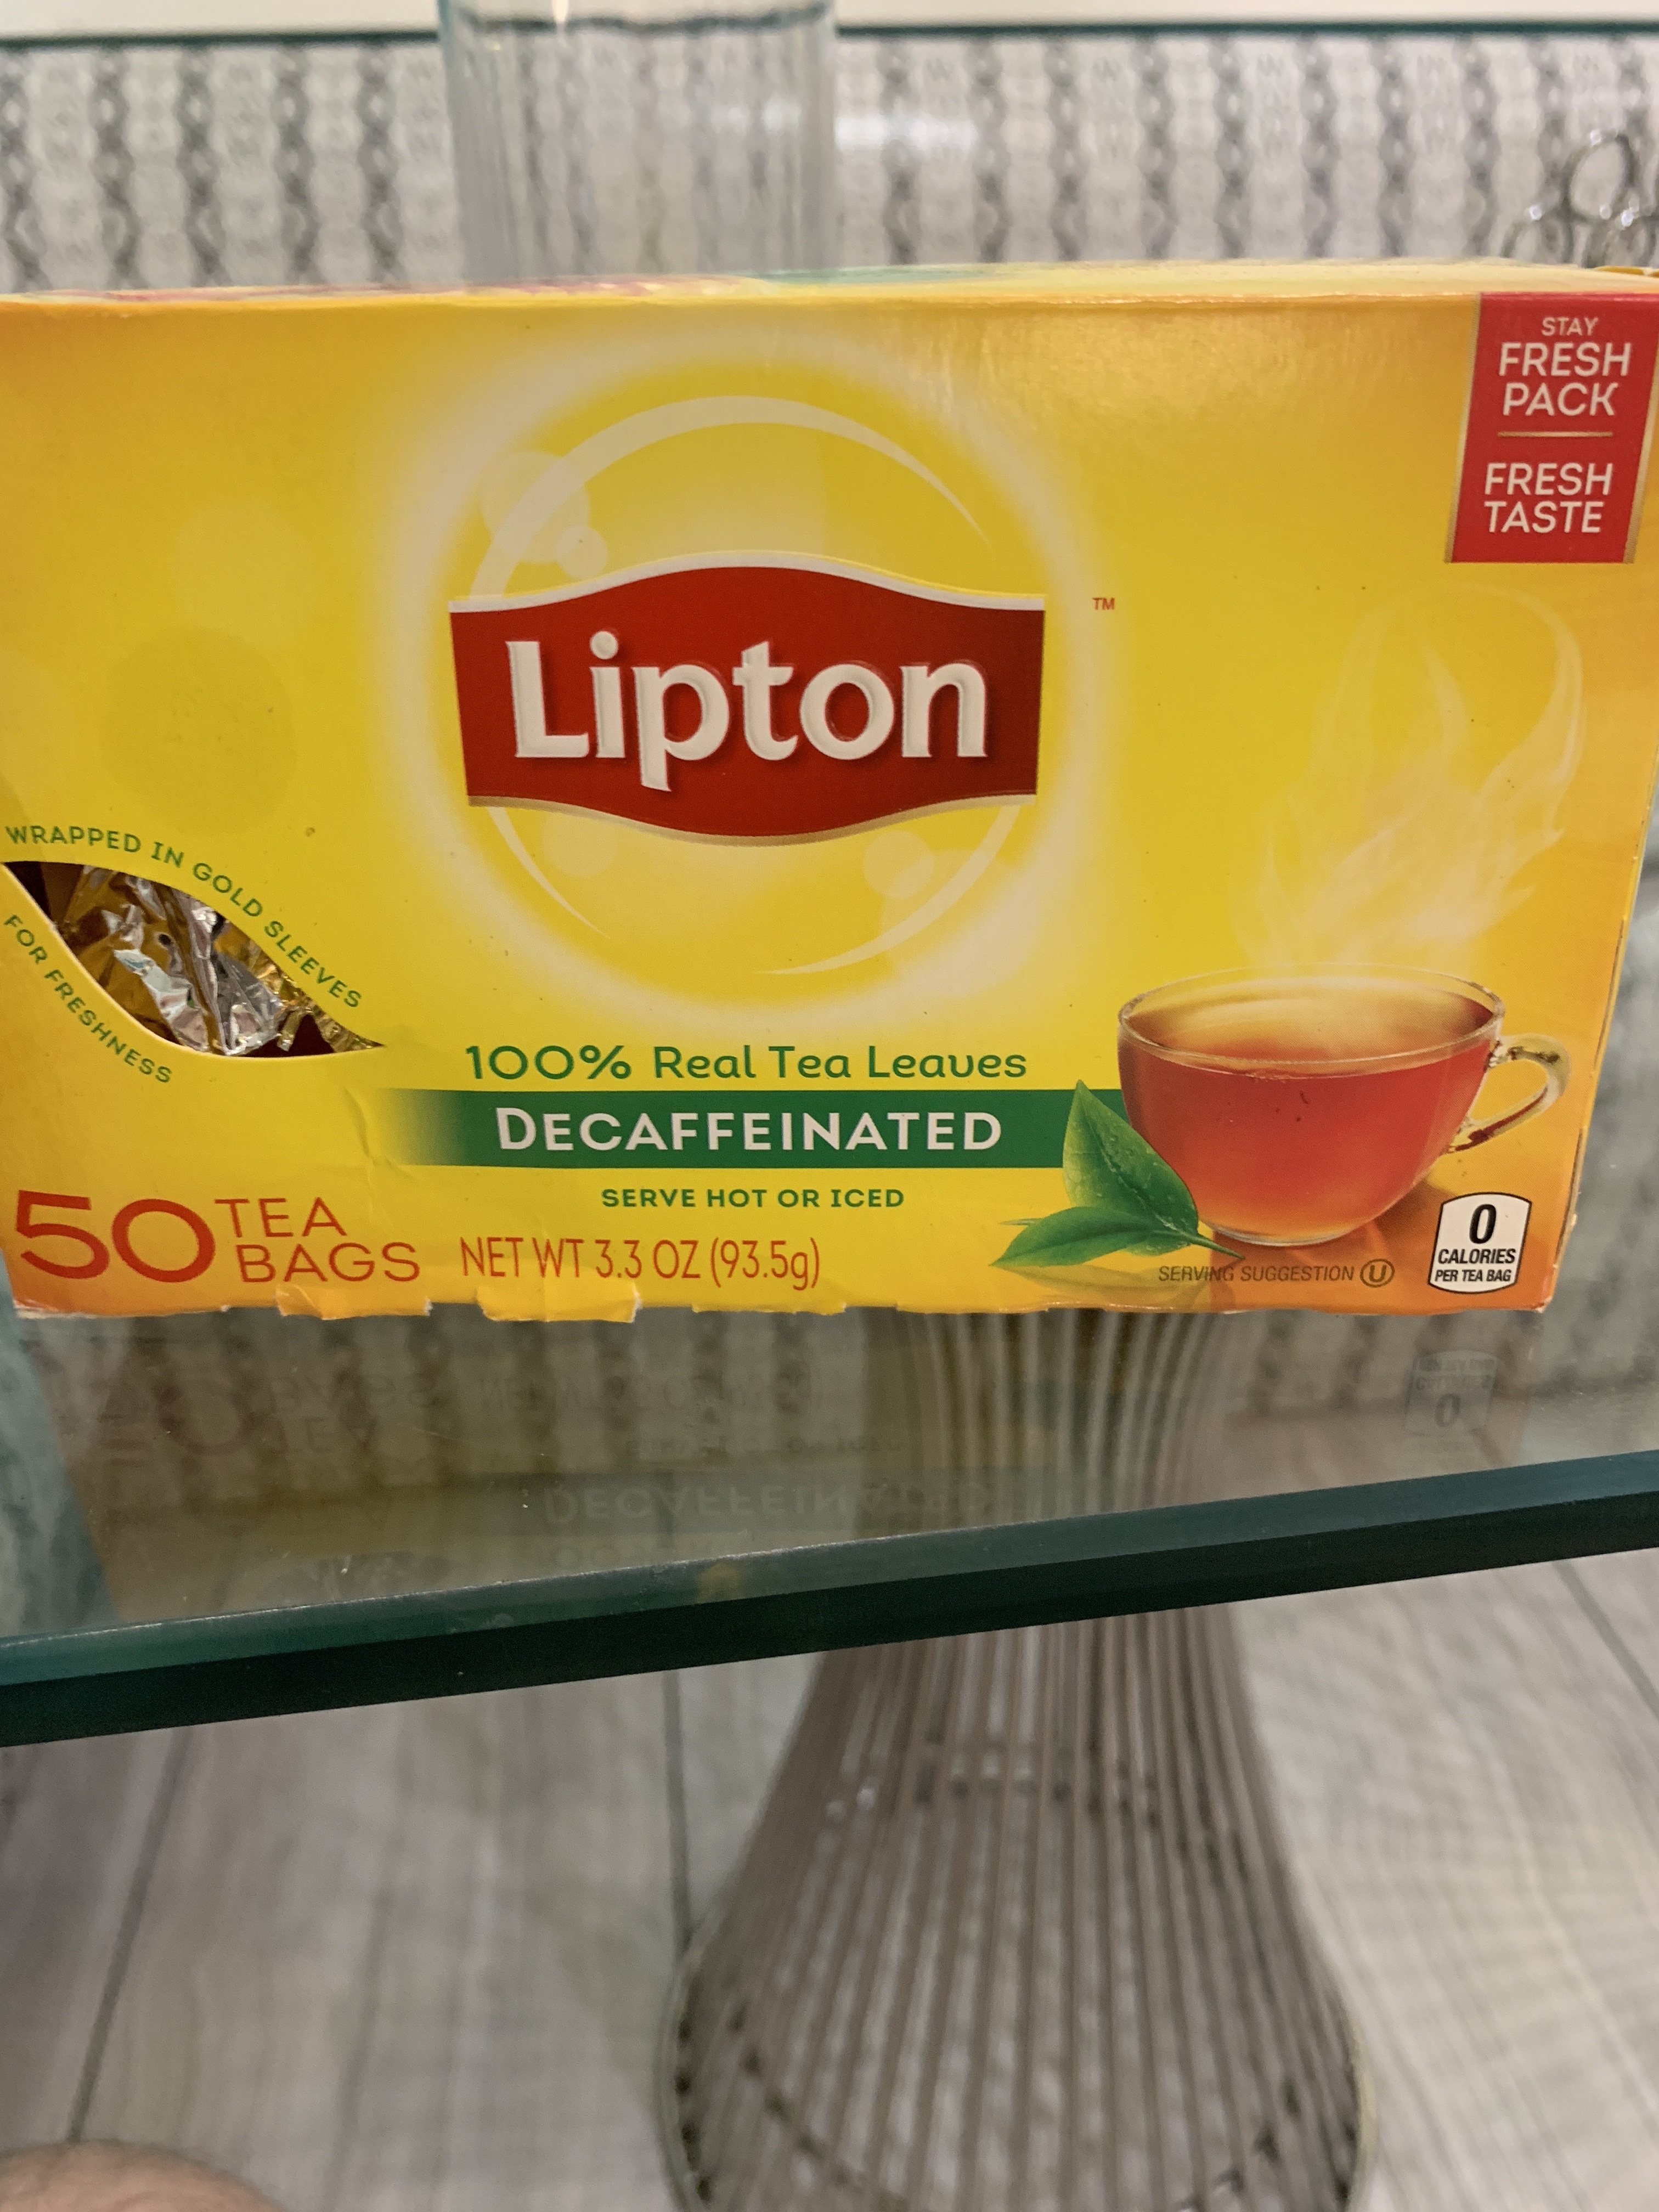 STAY
FRESH
PACK
FRESH
TASTE
Lipton
TM
WRAPPED IN GOLD SLEEVES
FOR FRESHNESS
100% Real Tea Leaves
DECAFFEINATED
SERVE HOT OR ICED
50 TEA
BAGS
NET WT 3.3 OZ (93.5g)
SERVING SUGGESTION U
0
CALORIES
PER TEA BAG